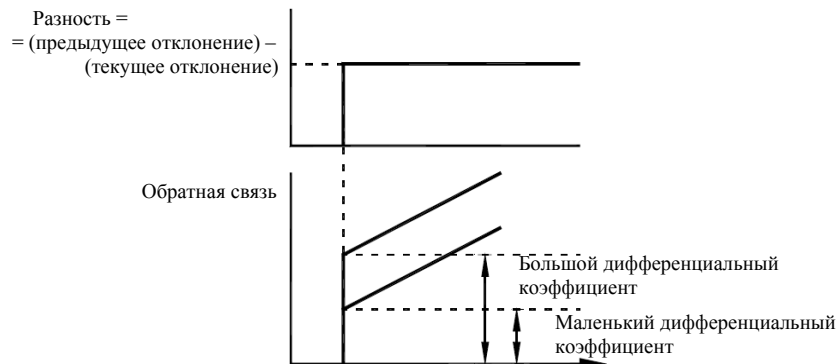 Разность =
= (предыдущее отклонение) –
(текущее отклонение)
Обратная связь
Большой дифференциальный
коэффициент
Маленький дифференциальный
коэффициент